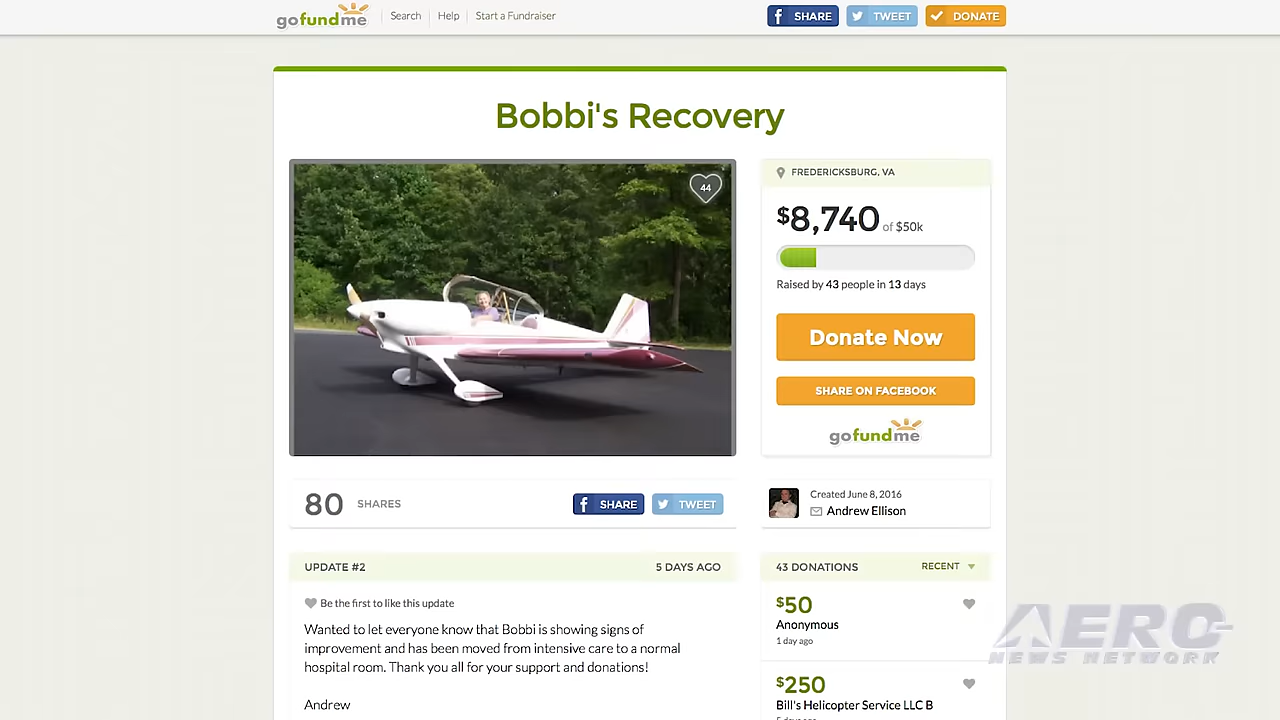 gofundme Search Help Start a Fundraiser SHARE TWEET DONATE
Bobbi's Recovery
44
FREDERICKSBURG, VA
$8,740 of $50k
Raised by 43 people in 13 days
Donate Now
SHARE ON FACEBOOK
gofundme
80 SHARES SHARE TWEET
Created June 8, 2016
Andrew Ellison
UPDATE #2 5 DAYS AGO
Be the first to like this update
Wanted to let everyone know that Bobbi is showing signs of
improvement and has been moved from intensive care to a normal
hospital room. Thank you all for your support and donations!
Andrew
43 DONATIONS RECENT
$50
Anonymous
1 day ago
$250
Bill's Helicopter Service LLC B
5 days ago
AERO
NEWS NETWORK